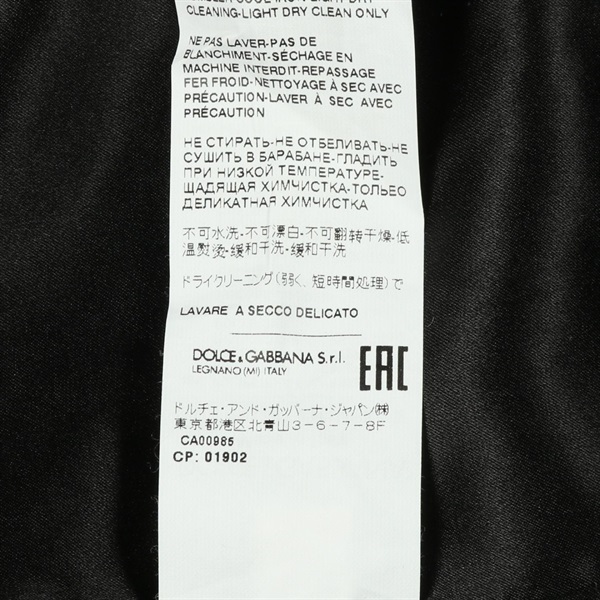 CLEANING-LIGHT DRY CLEAN ONLY
NE PAS LAVER-PAS DE
BLANCHIMENT-SÉCHAGE EN
MACHINE INTERDIT-REPASSAGE
FER FROID-NETTOYAGE À SEC AVEC
PRÉCAUTION-LAVER À SEC AVEC
PRÉCAUTION
НЕ СТИРАТЬ-НЕ ОТБЕЛИВАТЬ-НЕ
СУШИТЬ В БАРАБАНЕ-ГЛАДИТЬ
ПРИ НИЗКОЙ ТЕМПЕРАТУРЕ-
ЩАДЯЩАЯ ХИМЧИСТКА-ТОЛЬЕО
ДЕЛИКАТНАЯ ХИМЧИСТКА
不可水洗-不可漂白-不可翻转干燥-低
温熨烫-缓和干洗-缓和干洗
ドライクリーニング(弱く、短時間処理)で
LAVARE A SECCO DELICATO
DOLCE & GABBANA S.r.l.
LEGNANO (MI) ITALY
EAC
ドルチェ・アンド・ガッバーナ・ジャパン(株)
東京都港区北青山3-6-7-8F
CA00985
CP: 01902